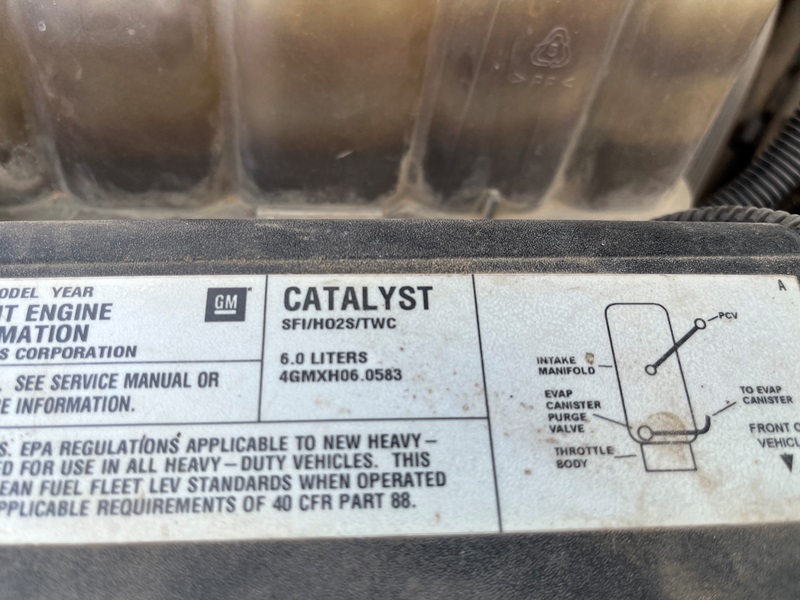 >PP<
ODEL YEAR
T ENGINE
MATION
S CORPORATION
GM
CATALYST
SFI/HO2S/TWC
6.0 LITERS
4GMXH06.0583
. SEE SERVICE MANUAL OR
E INFORMATION.
S. EPA REGULATIONS APPLICABLE TO NEW HEAVY-
ED FOR USE IN ALL HEAVY-DUTY VEHICLES. THIS
EAN FUEL FLEET LEV STANDARDS WHEN OPERATED
PPLICABLE REQUIREMENTS OF 40 CFR PART 88.
A
PCV
INTAKE
MANIFOLD
EVAP
CANISTER
PURGE
VALVE
TO EVAP
CANISTER
THROTTLE
BODY
FRONT O
VEHICL